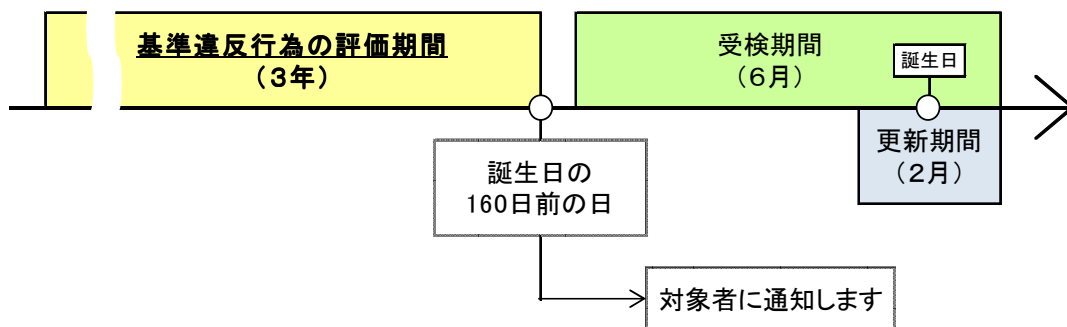 基準違反行為の評価期間
（３年）
受検期間
（６月）
誕生日
更新期間
（２月）
誕生日の
160日前の日
対象者に通知します